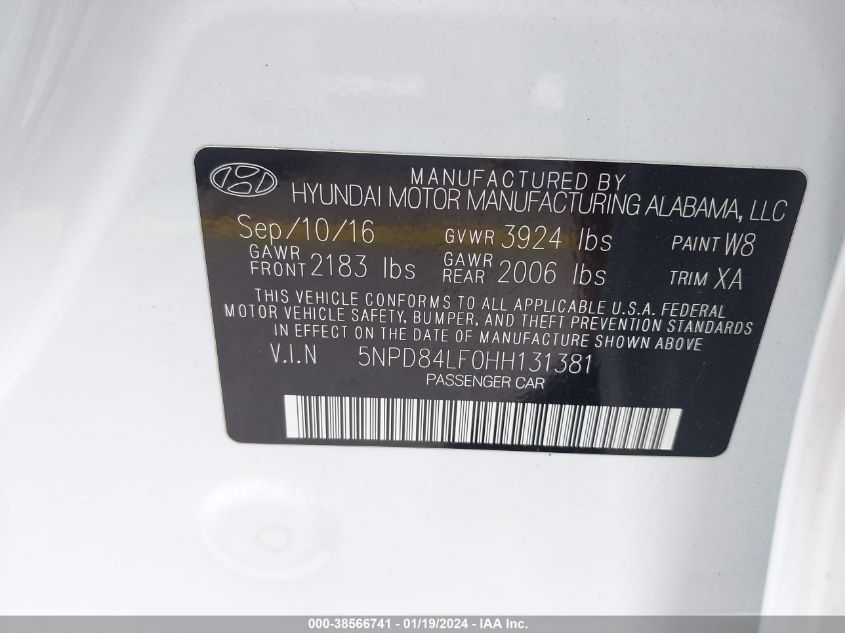 MANUFACTURED BY
HYUNDAI MOTOR MANUFACTURING ALABAMA, LLC
Sep/10/16 GVWR 3924 lbs PAINT W8
GAWR FRONT 2183 lbs GAWR REAR 2006 lbs TRIM XA
THIS VEHICLE CONFORMS TO ALL APPLICABLE U.S.A. FEDERAL
MOTOR VEHICLE SAFETY, BUMPER, AND THEFT PREVENTION STANDARDS
IN EFFECT ON THE DATE OF MANUFACTURE SHOWN ABOVE
V.I.N 5NPD84LF0HH131381
PASSENGER CAR
000-38566741 - 01/19/2024 - IAA Inc.